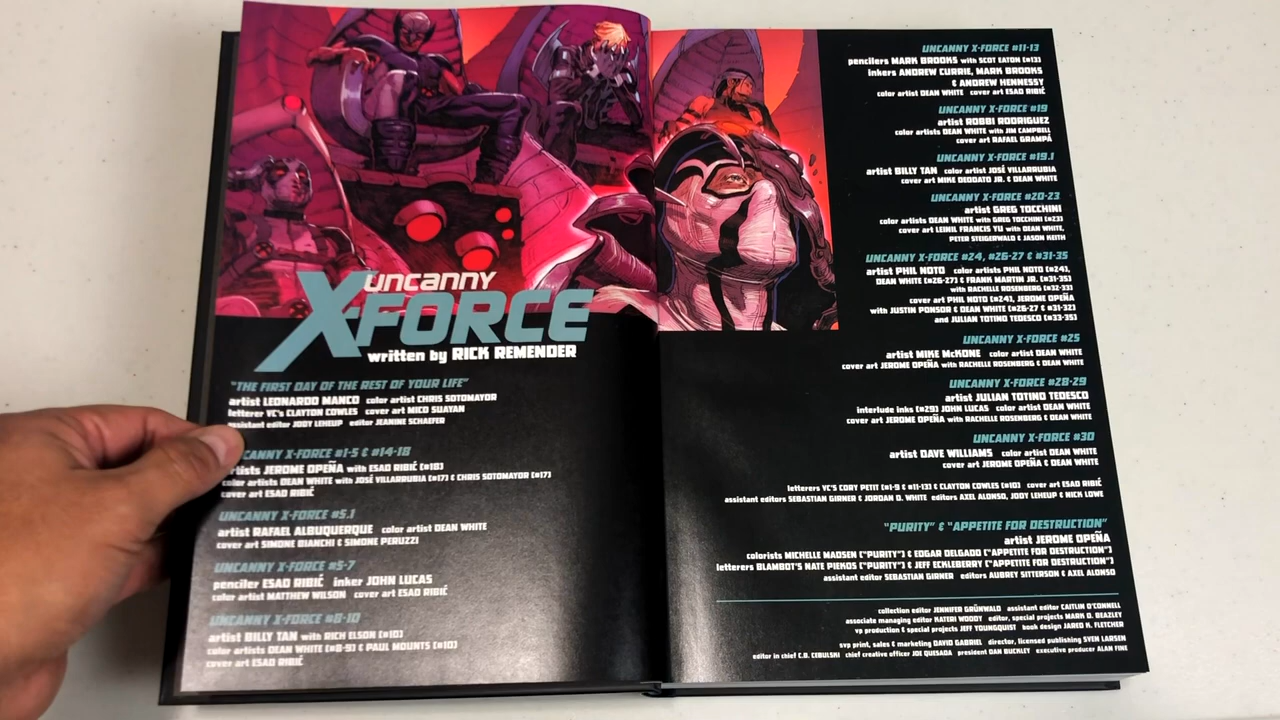 UNCANNY
X-FORCE
written by RICK REMENDER
"THE FIRST DAY OF THE REST OF YOUR LIFE"
artist LEONARDO MANCO color artist CHRIS SOTOMAYOR
letterer VC's CLAYTON COWLES cover art MICO SUAYAN
assistant editor JODY LEHEUP editor JEANINE SCHAEFER
UNCANNY X-FORCE #1-5 & #14-18
artists JEROME OPEÑA with ESAD RIBIĆ (#18)
color artists DEAN WHITE with JOSÉ VILLARRUBIA (#17) & CHRIS SOTOMAYOR (#17)
cover art ESAD RIBIĆ
UNCANNY X-FORCE #5.1
artist RAFAEL ALBUQUERQUE color artist DEAN WHITE
cover art SIMONE BIANCHI & SIMONE PERUZZI
UNCANNY X-FORCE #5-7
penciler ESAD RIBIĆ inker JOHN LUCAS
color artist MATTHEW WILSON cover art ESAD RIBIĆ
UNCANNY X-FORCE #8-10
artist BILLY TAN with RICH ELSON (#10)
color artists DEAN WHITE (#8-9) & PAUL MOUNTS (#10)
cover art ESAD RIBIĆ
UNCANNY X-FORCE #11-13
pencilers MARK BROOKS with SCOT EATON (#13)
inkers ANDREW CURRIE, MARK BROOKS
& ANDREW HENNESSY
color artist DEAN WHITE cover art ESAD RIBIĆ
UNCANNY X-FORCE #19
artist ROBBI RODRIGUEZ
color artists DEAN WHITE with JIM CAMPBELL
cover art RAFAEL GRAMPÁ
UNCANNY X-FORCE #19.1
artist BILLY TAN color artist JOSÉ VILLARRUBIA
cover art MIKE DEODATO JR. & DEAN WHITE
UNCANNY X-FORCE #20-23
artist GREG TOCCHINI
color artists DEAN WHITE with GREG TOCCHINI (#23)
cover art LEINIL FRANCIS YU with DEAN WHITE,
PETER STEIGERWALD & JASON KEITH
UNCANNY X-FORCE #24, #26-27 & #31-35
artist PHIL NOTO color artists PHIL NOTO (#24),
DEAN WHITE (#26-27) & FRANK MARTIN JR. (#31-35)
with RACHELLE ROSENBERG (#32-33)
cover art PHIL NOTO (#24), JEROME OPEÑA
with JUSTIN PONSOR & DEAN WHITE (#26-27 & #31-32)
and JULIAN TOTINO TEDESCO (#33-35)
UNCANNY X-FORCE #25
artist MIKE McKONE color artist DEAN WHITE
cover art JEROME OPEÑA with RACHELLE ROSENBERG & DEAN WHITE
UNCANNY X-FORCE #28-29
artist JULIAN TOTINO TEDESCO
interlude inks (#29) JOHN LUCAS color artist DEAN WHITE
cover art JEROME OPEÑA with RACHELLE ROSENBERG & DEAN WHITE
UNCANNY X-FORCE #30
artist DAVE WILLIAMS color artist DEAN WHITE
cover art JEROME OPEÑA & DEAN WHITE
letterers VC's CORY PETIT (#1-9 & #11-13) & CLAYTON COWLES (#10) cover art ESAD RIBIĆ
assistant editors SEBASTIAN GIRNER & JORDAN D. WHITE editors AXEL ALONSO, JODY LEHEUP & NICK LOWE
"PURITY" & "APPETITE FOR DESTRUCTION"
artist JEROME OPEÑA
colorists MICHELLE MADSEN ("PURITY") & EDGAR DELGADO ("APPETITE FOR DESTRUCTION")
letterers BLAMBOT'S NATE PIEKOS ("PURITY") & JEFF ECKLEBERRY ("APPETITE FOR DESTRUCTION")
assistant editor SEBASTIAN GIRNER editors AUBREY SITTERSON & AXEL ALONSO
collection editor JENNIFER GRÜNWALD assistant editor CAITLIN O'CONNELL
associate managing editor KATERI WOODY editor, special projects MARK D. BEAZLEY
vp production & special projects JEFF YOUNGQUIST book design JARED K. FLETCHER
svp print, sales & marketing DAVID GABRIEL director, licensed publishing SVEN LARSEN
editor in chief C.B. CEBULSKI chief creative officer JOE QUESADA president DAN BUCKLEY executive producer ALAN FINE